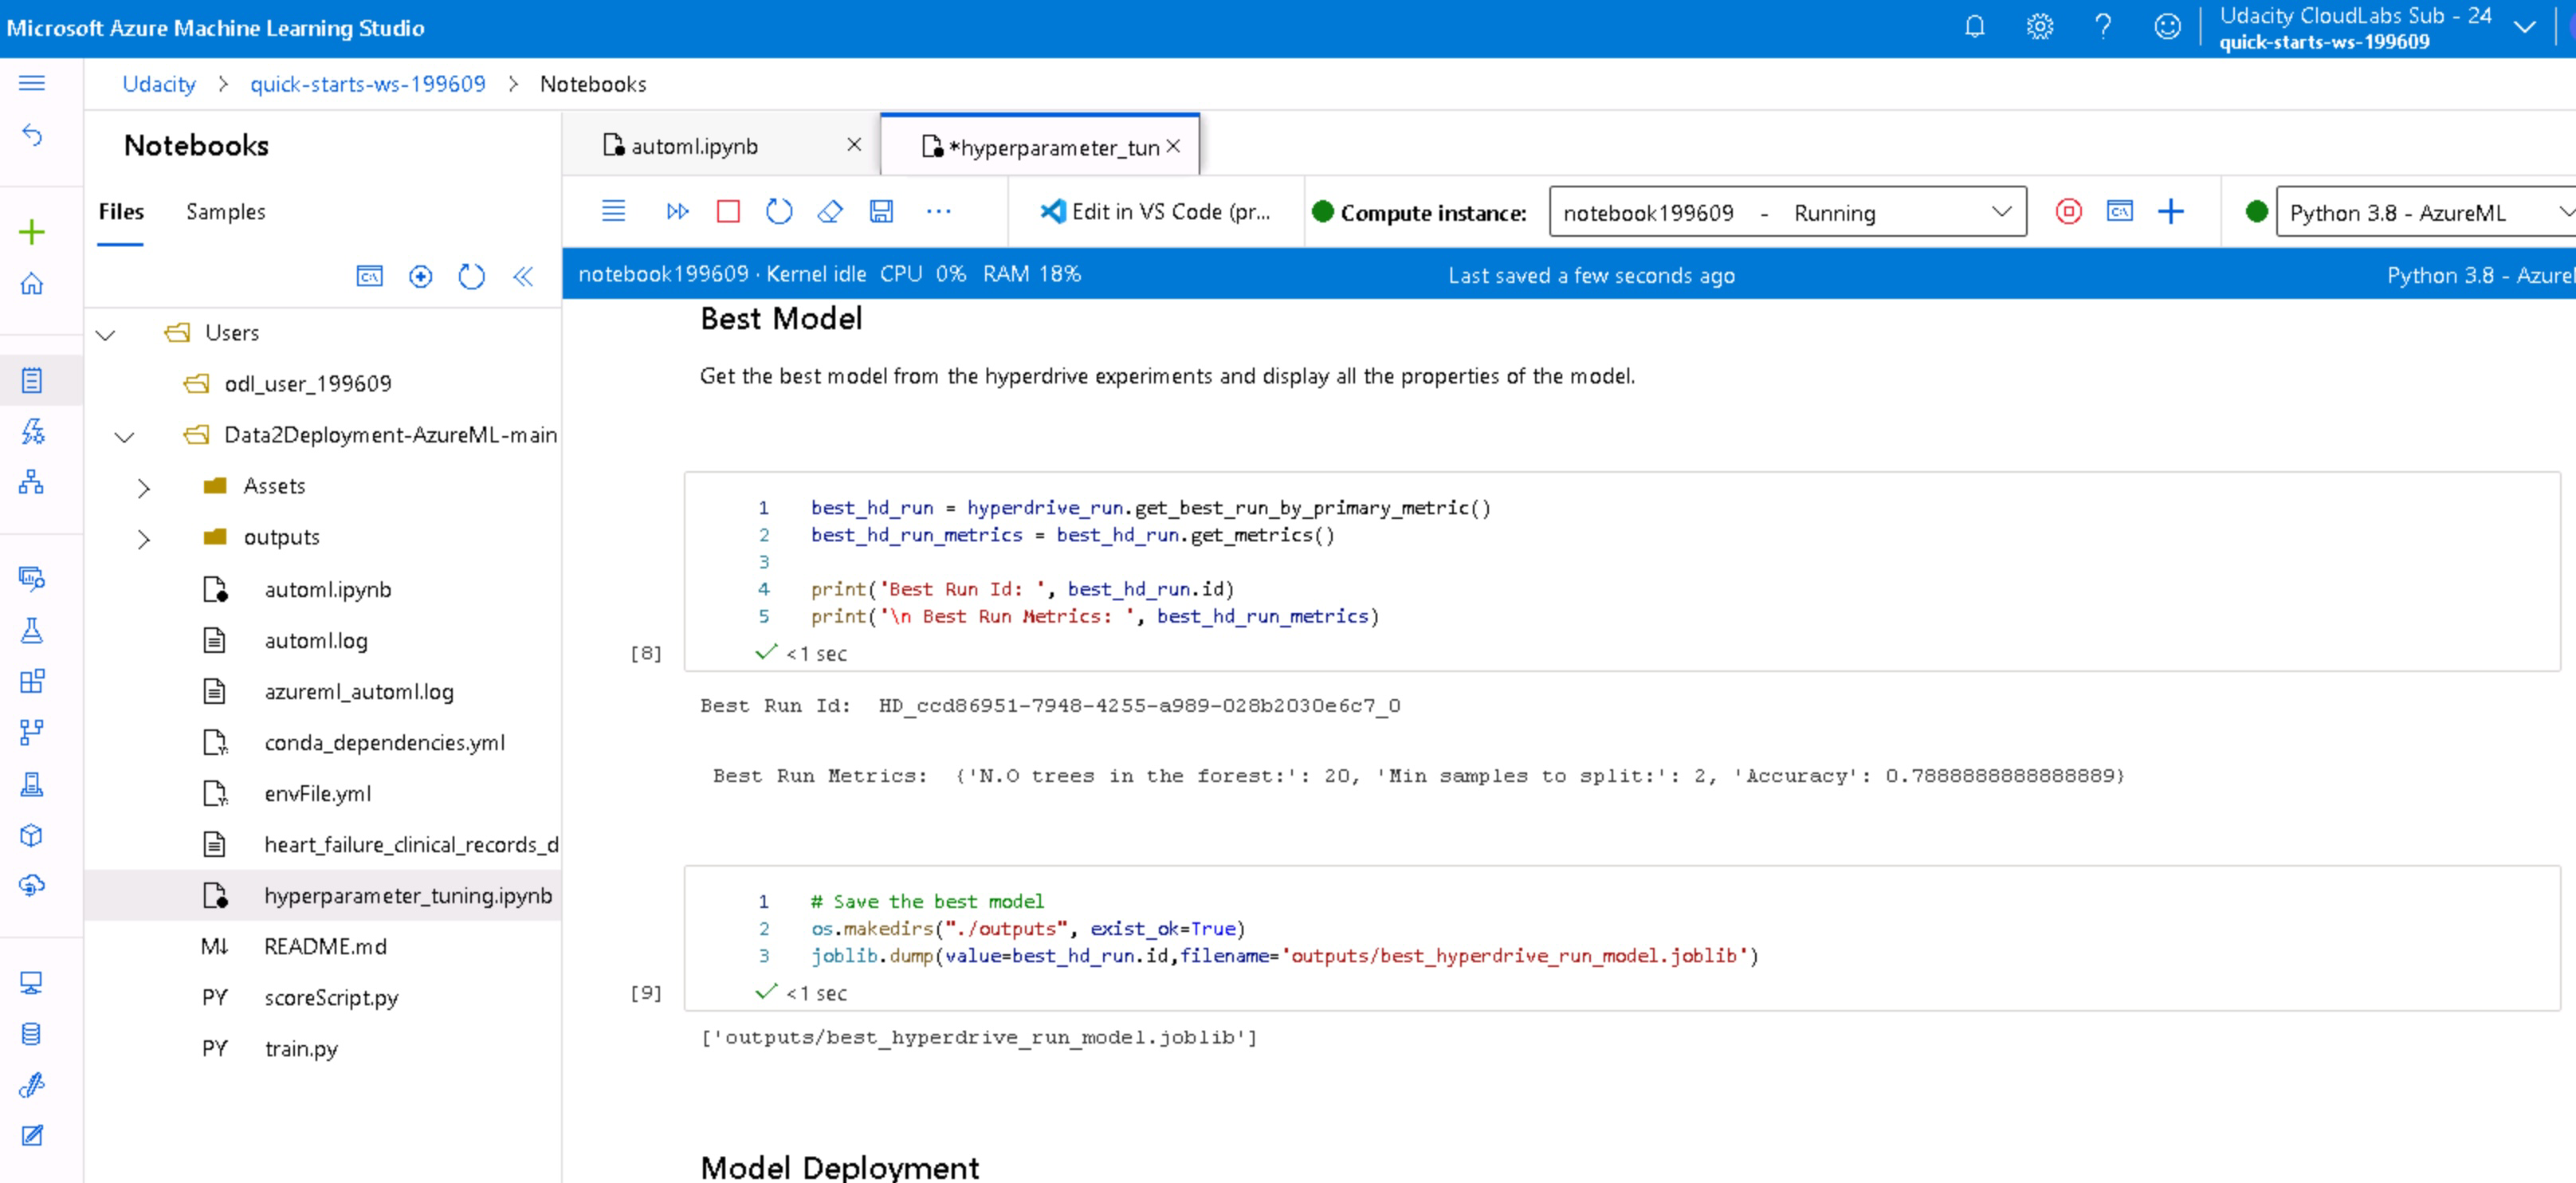 Microsoft Azure Machine Learning Studio
Udacity CloudLabs Sub - 24
quick-starts-ws-199609
Udacity > quick-starts-ws-199609 > Notebooks
Notebooks
Files Samples
Users
odl_user_199609
Data2Deployment-AzureML-main
Assets
outputs
automl.ipynb
automl.log
azureml_automl.log
conda_dependencies.yml
envFile.yml
heart_failure_clinical_records_d
hyperparameter_tuning.ipynb
M↓ README.md
PY scoreScript.py
PY train.py
automl.ipynb
*hyperparameter_tun
Edit in VS Code (pr...
Compute instance: notebook199609 - Running
Python 3.8 - AzureML
notebook199609 · Kernel idle CPU 0% RAM 18%
Last saved a few seconds ago
Python 3.8 - Azure
Best Model
Get the best model from the hyperdrive experiments and display all the properties of the model.
1 best_hd_run = hyperdrive_run.get_best_run_by_primary_metric()
2 best_hd_run_metrics = best_hd_run.get_metrics()
3
4 print('Best Run Id: ', best_hd_run.id)
5 print('\n Best Run Metrics: ', best_hd_run_metrics)
[8] <1 sec
Best Run Id: HD_ccd86951-7948-4255-a989-028b2030e6c7_0
Best Run Metrics: {'N.O trees in the forest:': 20, 'Min samples to split:': 2, 'Accuracy': 0.7888888888888889}
1 # Save the best model
2 os.makedirs("./outputs", exist_ok=True)
3 joblib.dump(value=best_hd_run.id,filename='outputs/best_hyperdrive_run_model.joblib')
[9] <1 sec
['outputs/best_hyperdrive_run_model.joblib']
Model Deployment